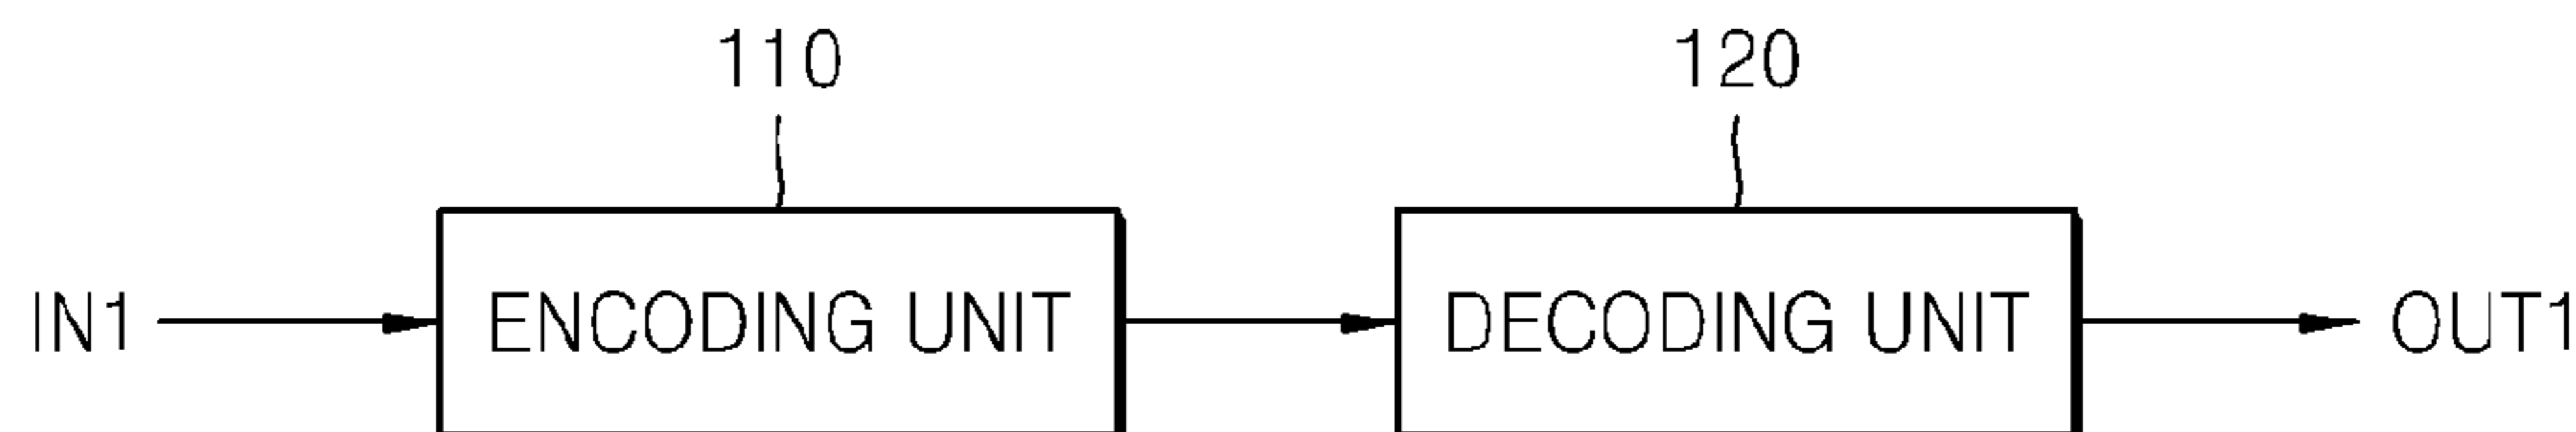 110 120
IN1 ENCODING UNIT DECODING UNIT OUT1